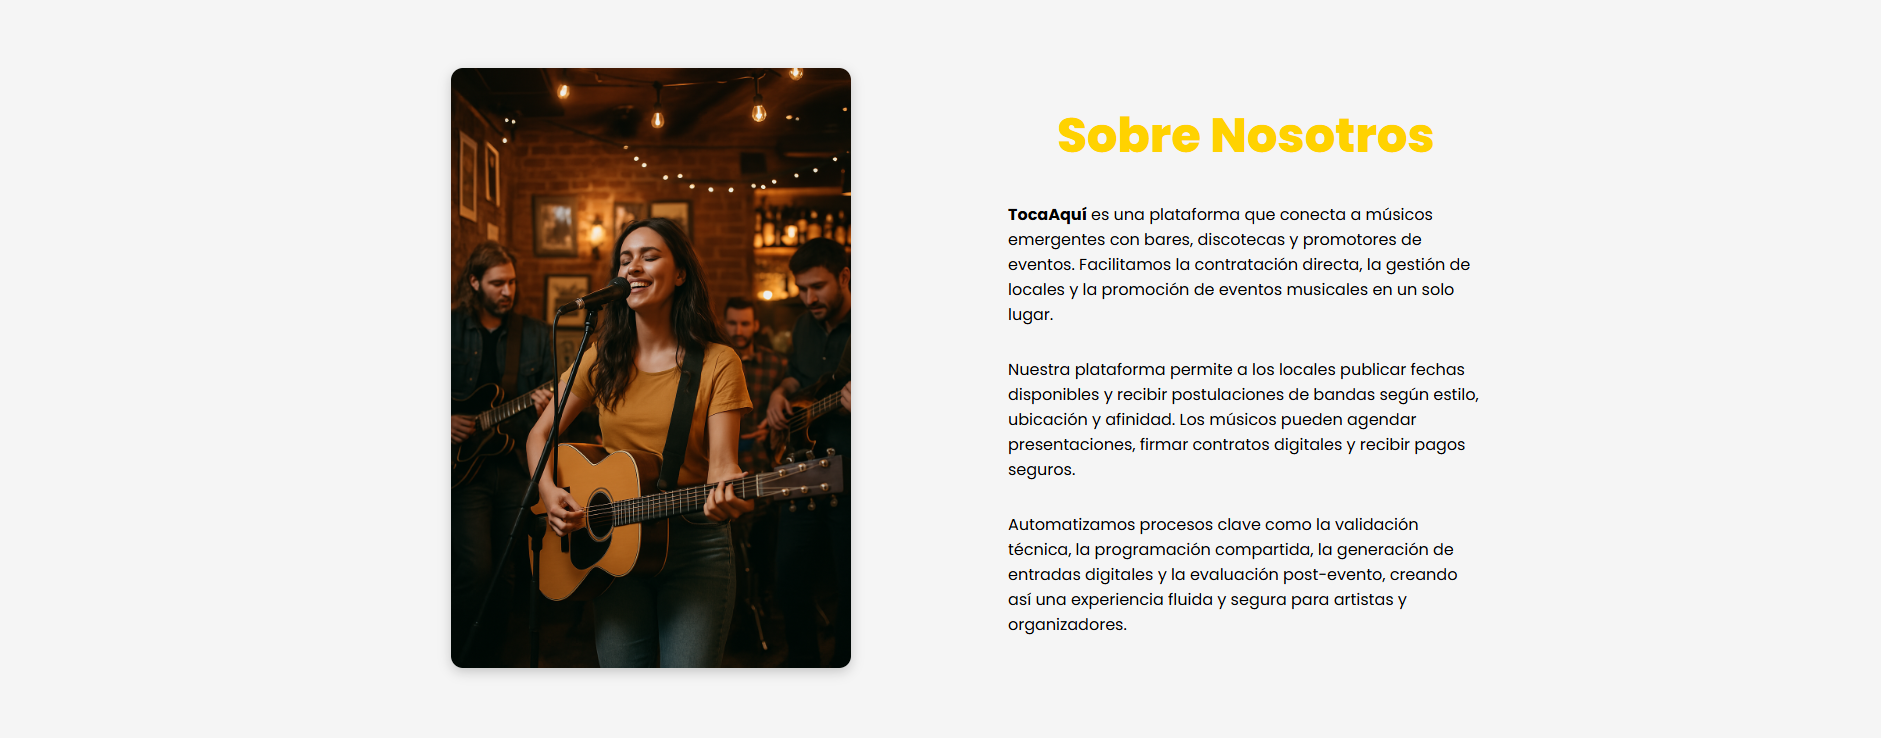 Sobre Nosotros
TocaAquí es una plataforma que conecta a músicos
emergentes con bares, discotecas y promotores de
eventos. Facilitamos la contratación directa, la gestión de
locales y la promoción de eventos musicales en un solo
lugar.
Nuestra plataforma permite a los locales publicar fechas
disponibles y recibir postulaciones de bandas según estilo,
ubicación y afinidad. Los músicos pueden agendar
presentaciones, firmar contratos digitales y recibir pagos
seguros.
Automatizamos procesos clave como la validación
técnica, la programación compartida, la generación de
entradas digitales y la evaluación post-evento, creando
así una experiencia fluida y segura para artistas y
organizadores.